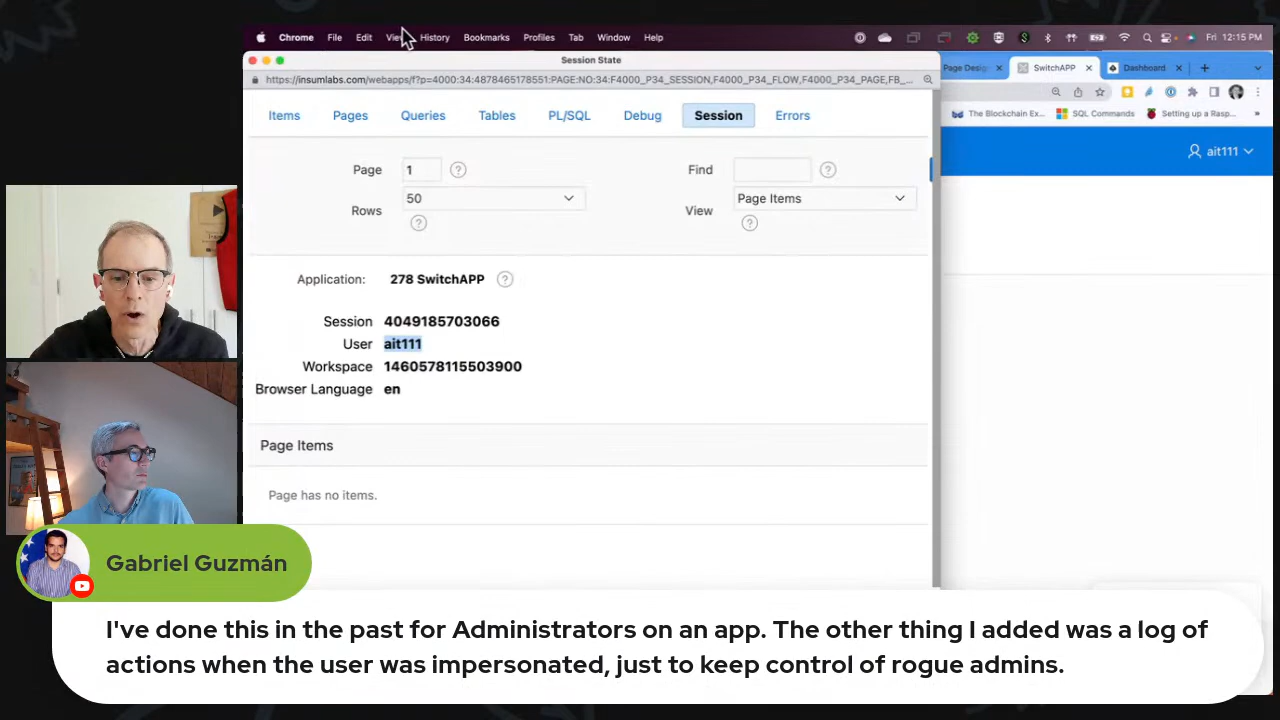 Chrome File Edit View History Bookmarks Profiles Tab Window Help
Fri 12:15 PM
Session State
https://insumlabs.com/webapps/f?p=4000:34:4878465178551:PAGE:NO:34:F4000_P34_SESSION,F4000_P34_FLOW,F4000_P34_PAGE,FB_...
Page Desig
SwitchAPP
Dashboard
The Blockchain Ex...
SQL Commands
Setting up a Rasp...
Items Pages Queries Tables PL/SQL Debug Session Errors
ait111
Page 1
Find
Rows 50
View Page Items
Application: 278 SwitchAPP
Session 4049185703066
User ait111
Workspace 1460578115503900
Browser Language en
Page Items
Page has no items.
Gabriel Guzmán
I've done this in the past for Administrators on an app. The other thing I added was a log of
actions when the user was impersonated, just to keep control of rogue admins.